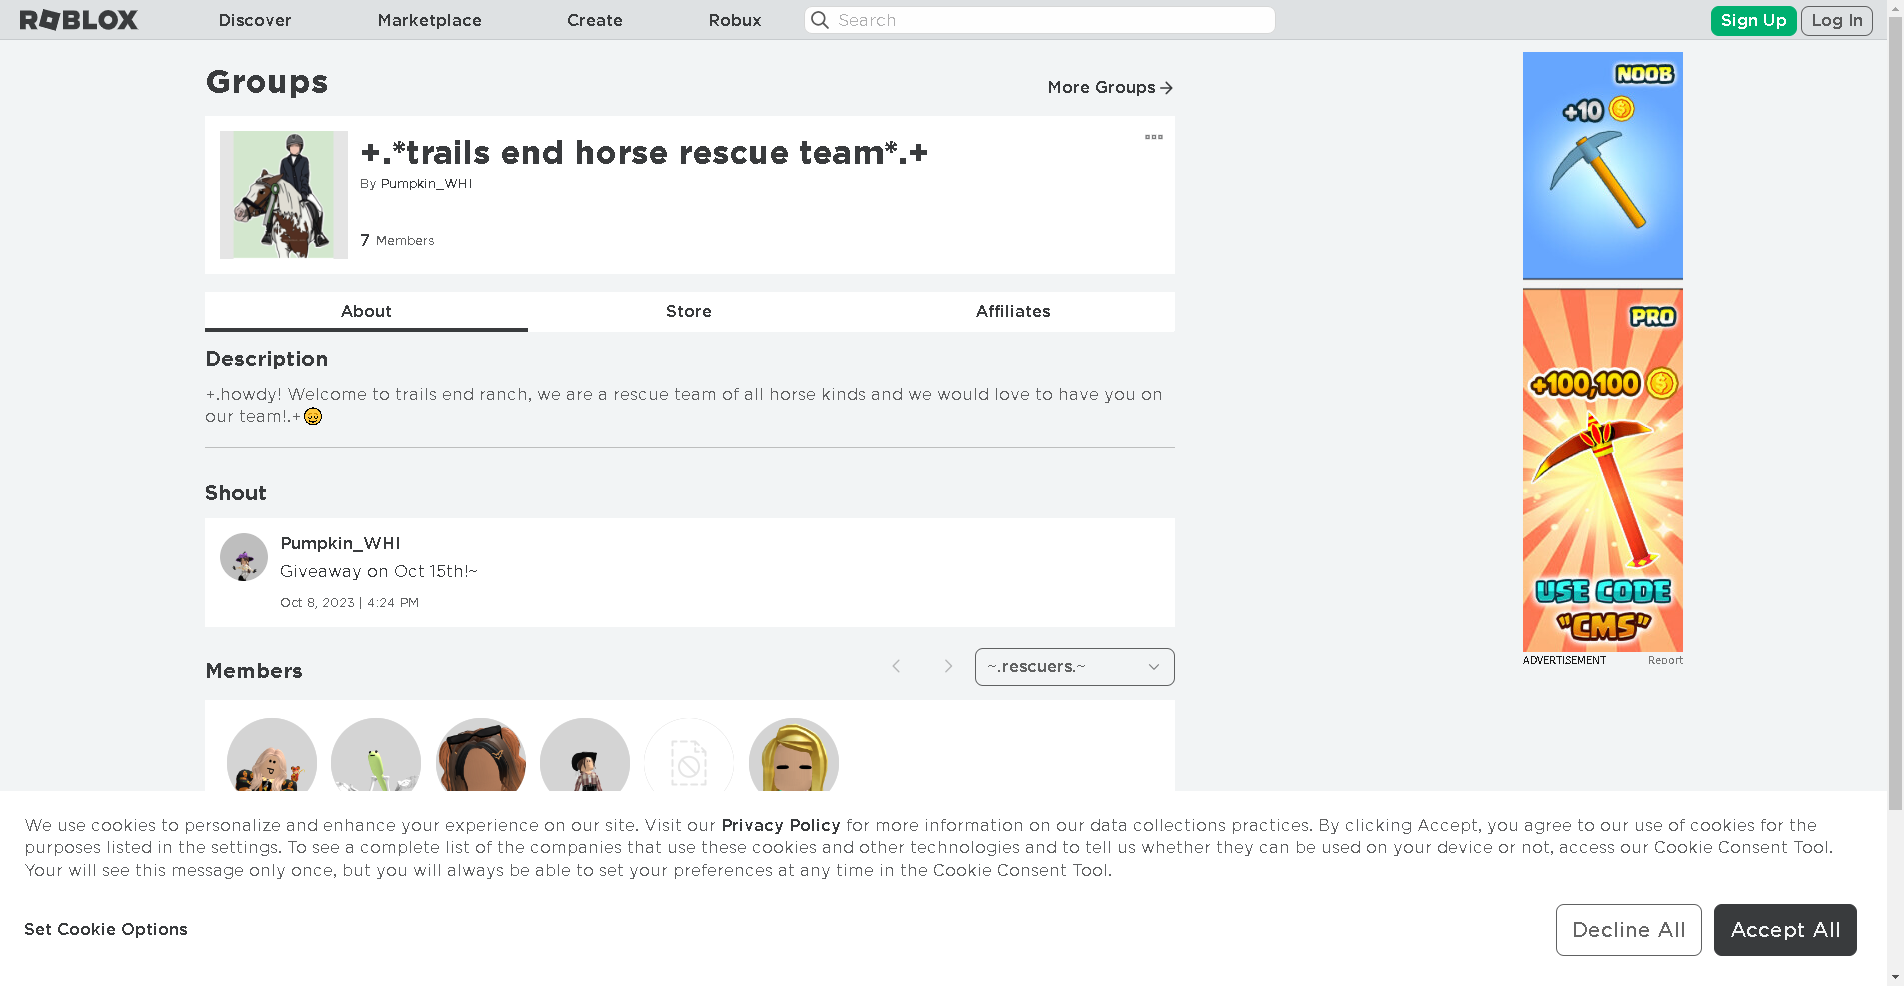 ROBLOX
Discover
Marketplace
Create
Robux
Search
Sign Up
Log In
Groups
More Groups
+.*trails end horse rescue team*.+
By Pumpkin_WHI
7 Members
About
Store
Affiliates
Description
+.howdy! Welcome to trails end ranch, we are a rescue team of all horse kinds and we would love to have you on
our team!.+
Shout
Pumpkin_WHI
Giveaway on Oct 15th!~
Oct 8, 2023 | 4:24 PM
Members
~.rescuers.~
NOOB
+10
PRO
+100,100
USE CODE
"CMS"
ADVERTISEMENT
Report
We use cookies to personalize and enhance your experience on our site. Visit our Privacy Policy for more information on our data collections practices. By clicking Accept, you agree to our use of cookies for the
purposes listed in the settings. To see a complete list of the companies that use these cookies and other technologies and to tell us whether they can be used on your device or not, access our Cookie Consent Tool.
Your will see this message only once, but you will always be able to set your preferences at any time in the Cookie Consent Tool.
Set Cookie Options
Decline All
Accept All